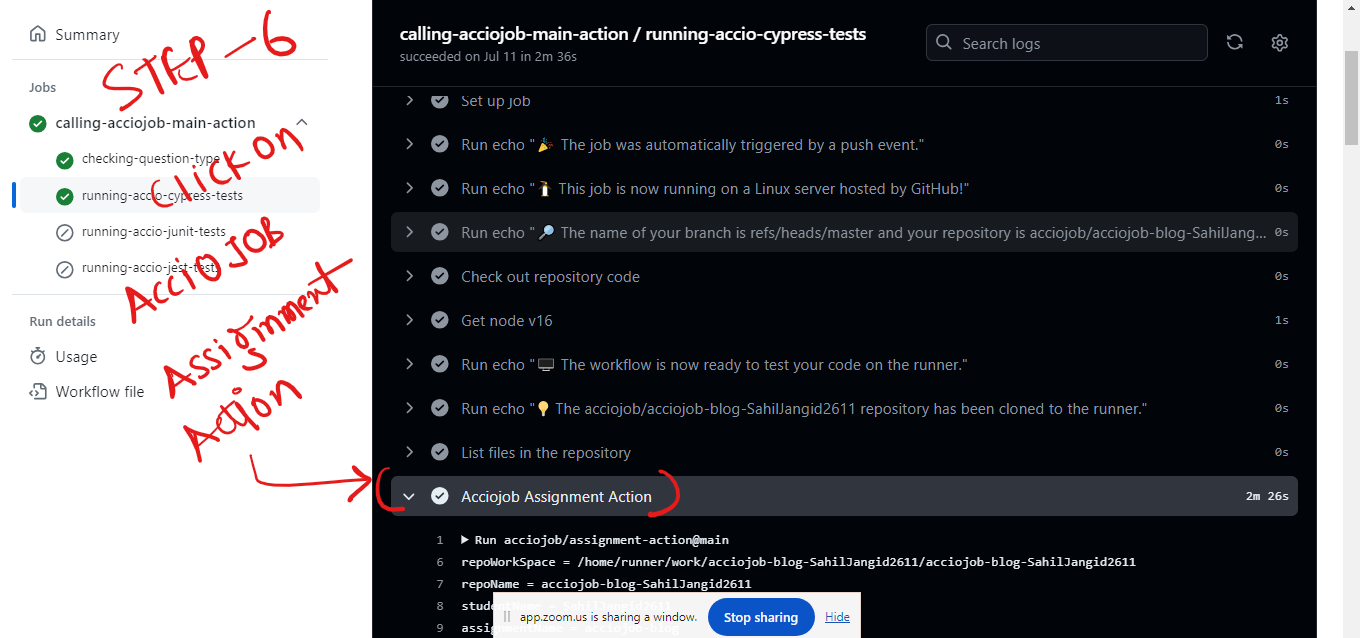 Summary
Jobs
calling-acciojob-main-action
checking-question-type
running-accio-cypress-tests
running-accio-junit-tests
running-accio-jest-tests
Run details
Usage
Workflow file
STEP-6
Click on
AccioJOB
Assignment
Action
calling-acciojob-main-action / running-accio-cypress-tests
succeeded on Jul 11 in 2m 36s
Search logs
Set up job 1s
Run echo "🎉 The job was automatically triggered by a push event." 0s
Run echo "🐧 This job is now running on a Linux server hosted by GitHub!" 0s
Run echo "🔎 The name of your branch is refs/heads/master and your repository is acciojob/acciojob-blog-SahilJang... 0s
Check out repository code 0s
Get node v16 1s
Run echo "🖥️ The workflow is now ready to test your code on the runner." 0s
Run echo "💡 The acciojob/acciojob-blog-SahilJangid2611 repository has been cloned to the runner." 0s
List files in the repository 0s
Acciojob Assignment Action 2m 26s
1 ▶ Run acciojob/assignment-action@main
6 repoWorkSpace = /home/runner/work/acciojob-blog-SahilJangid2611/acciojob-blog-SahilJangid2611
7 repoName = acciojob-blog-SahilJangid2611
8
9
app.zoom.us is sharing a window. Stop sharing Hide